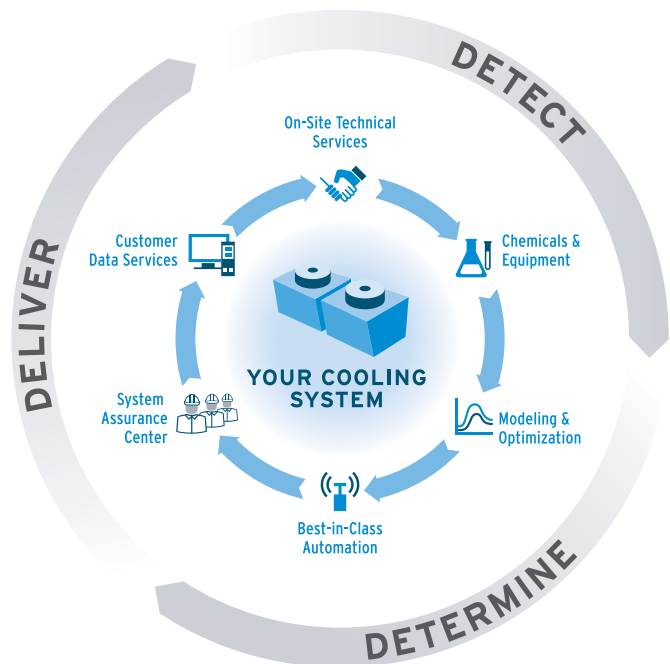 DETECT
On-Site Technical
Services
Customer
Data Services
Chemicals &
Equipment
DELIVER
YOUR COOLING
SYSTEM
System
Assurance
Center
Modeling &
Optimization
Best-in-Class
Automation
DETERMINE